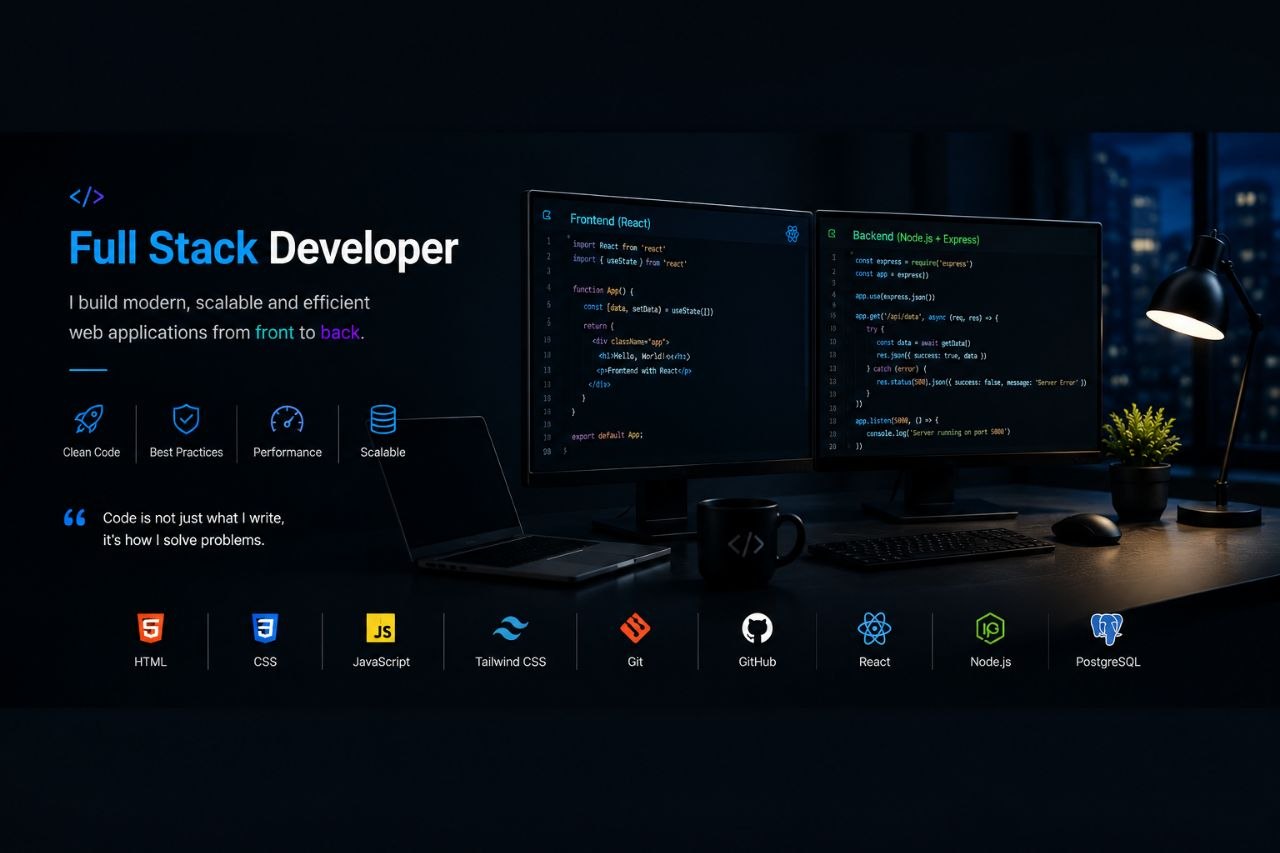 </>
Full Stack Developer
I build modern, scalable and efficient
web applications from front to back.
Clean Code
Best Practices
Performance
Scalable
“
Code is not just what I write,
it's how I solve problems.
Frontend (React)
import React from 'react'
import { useState } from 'react'
function App() {
const [data, setData) = useState([])
return {
<div className="app">
<h1>Hello, World!
<p>Frontend with React</p>
</div>
}
}
export default App;
Backend (Node.js + Express)
const express = require('express')
const app = express()
app.use(express.json())
app.get('/api/data', async (req, res) => {
try {
const data = await getData()
res.json({ success: true, data })
} catch (error) {
res.status(500).json({ success: false, message: 'Server Error' })
}
})
app.listen(5000, () => {
console.log('Server running on port 5000')
})
</>
HTML
CSS
JS
JavaScript
Tailwind CSS
Git
GitHub
React
Node.js
PostgreSQL